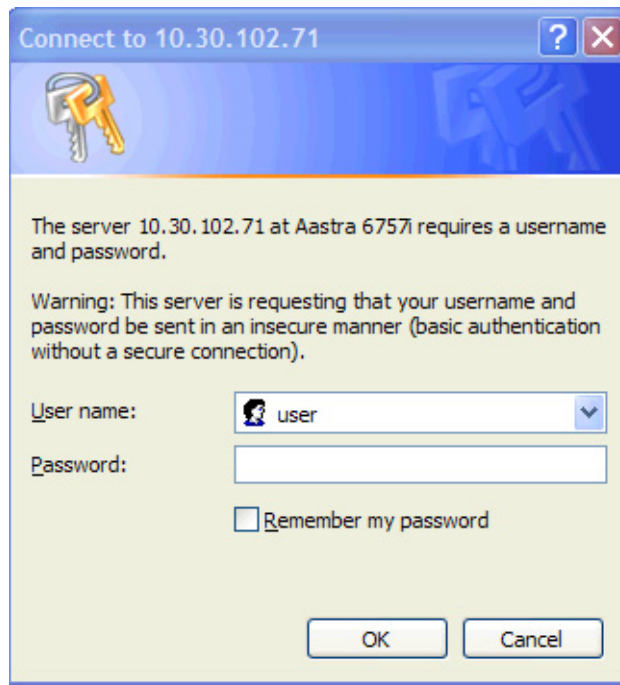 Connect to 10.30.102.71
?
The server 10.30.102.71 at Aastra 6757i requires a username
and password.
Warning: This server is requesting that your username and
password be sent in an insecure manner (basic authentication
without a secure connection).
User name:
user
Password:
Remember my password
OK
Cancel